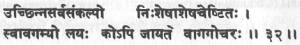 उच्छिन्नसर्वसंकल्पो निःशेषाशेषचेष्टितः ।
स्वावगम्यो लयः कोऽपि जायते वागगोचरः ॥ ३२॥